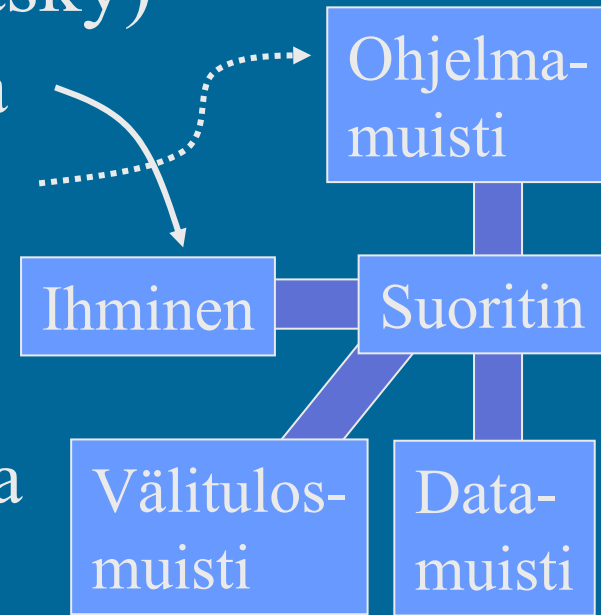 Ohjelma-
muisti
Ihminen
Suoritin
Välitulos-
muisti
Data-
muisti